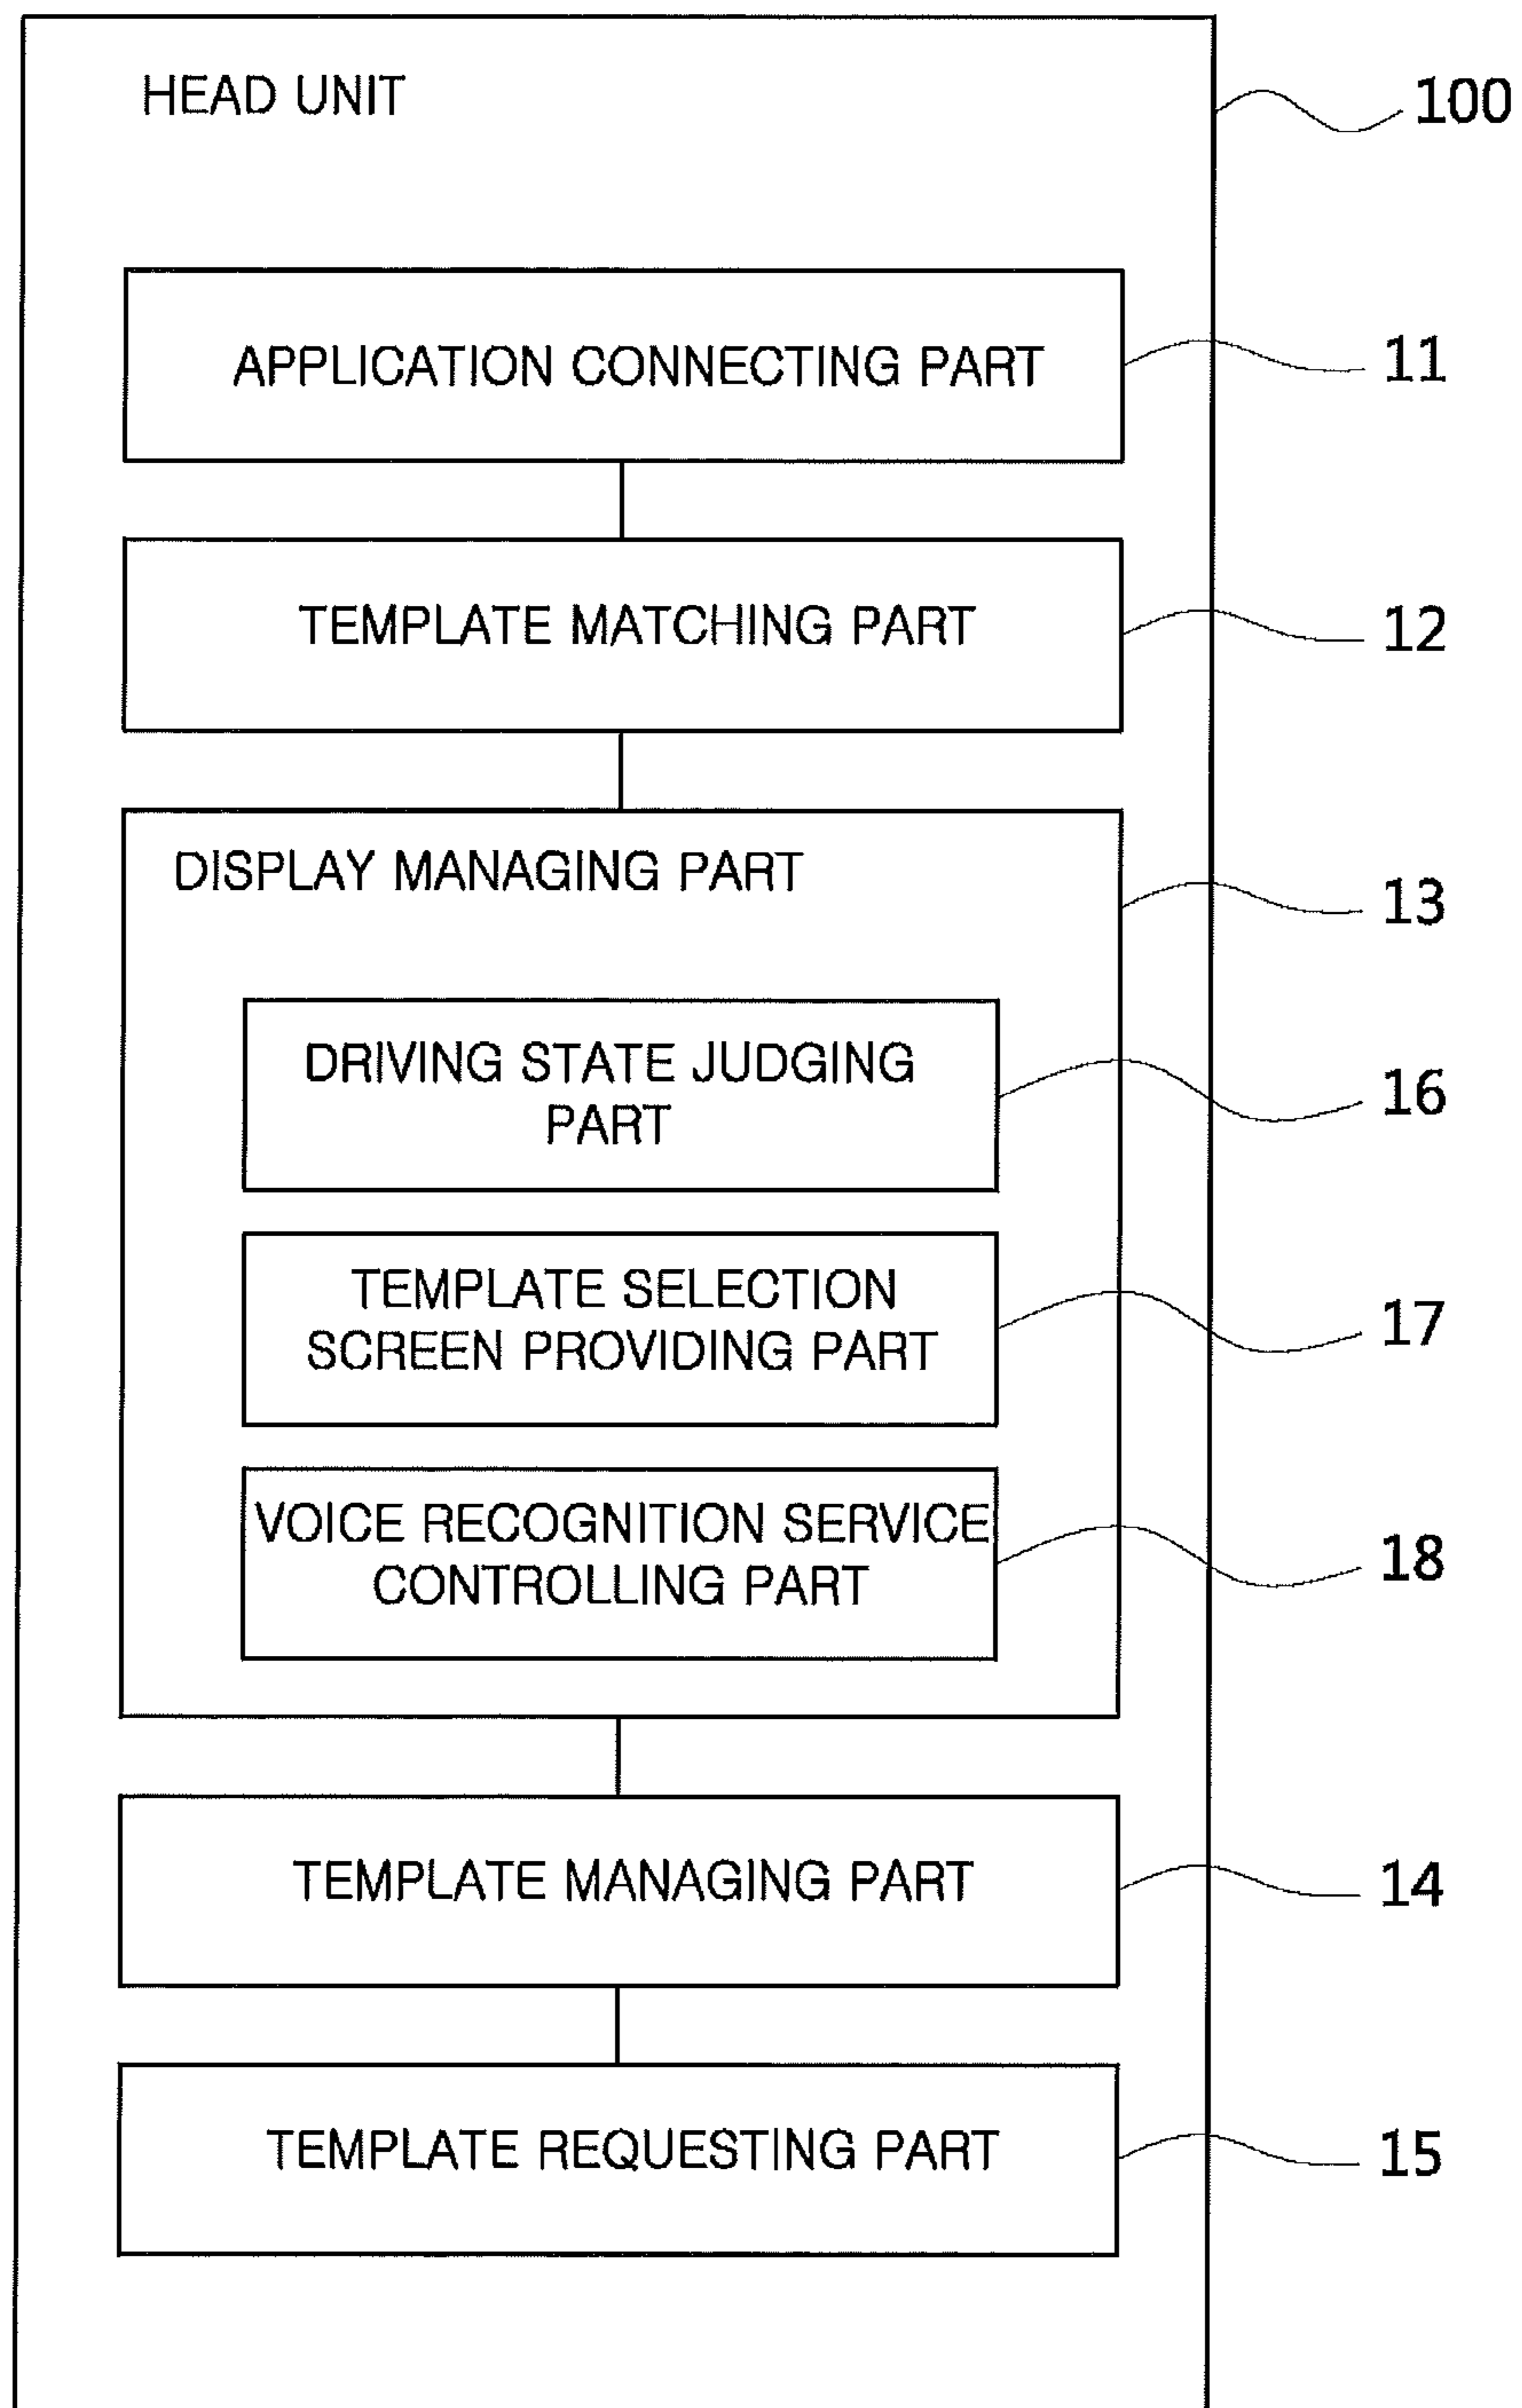 HEAD UNIT
100
APPLICATION CONNECTING PART
11
TEMPLATE MATCHING PART
12
DISPLAY MANAGING PART
13
DRIVING STATE JUDGING
PART
16
TEMPLATE SELECTION
SCREEN PROVIDING PART
17
VOICE RECOGNITION SERVICE
CONTROLLING PART
18
TEMPLATE MANAGING PART
14
TEMPLATE REQUESTING PART
15